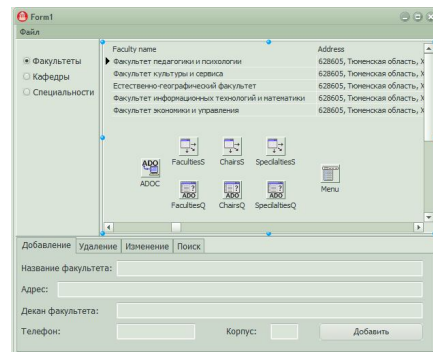 Form1
Файл
Факультеты
Кафедры
Специальности
Faculty name Address
Факультет педагогики и психологии 628605, Тюменская область, Х
Факультет культуры и сервиса 628605, Тюменская область, Х
Естественно-географический факультет 628605, Тюменская область, Х
Факультет информационных технологий и математики 628605, Тюменская область, Х
Факультет экономики и управления 628605, Тюменская область, Х
ADO
ADOC
FacultiesS ChairsS SpecialtiesS
Menu
ADO ADO ADO
FacultiesQ ChairsQ SpecialtiesQ
Добавление Удаление Изменение Поиск
Название факультета:
Адрес:
Декан факультета:
Телефон: Корпус: Добавить